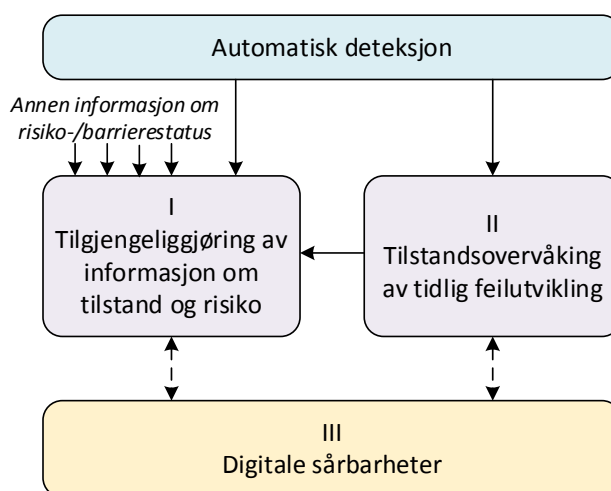 Automatisk deteksjon
Annen informasjon om
risiko-/barrierestatus
I
Tilgjengeliggjøring av
informasjon om
tilstand og risiko
II
Tilstandsovervåking
av tidlig feilutvikling
III
Digitale sårbarheter